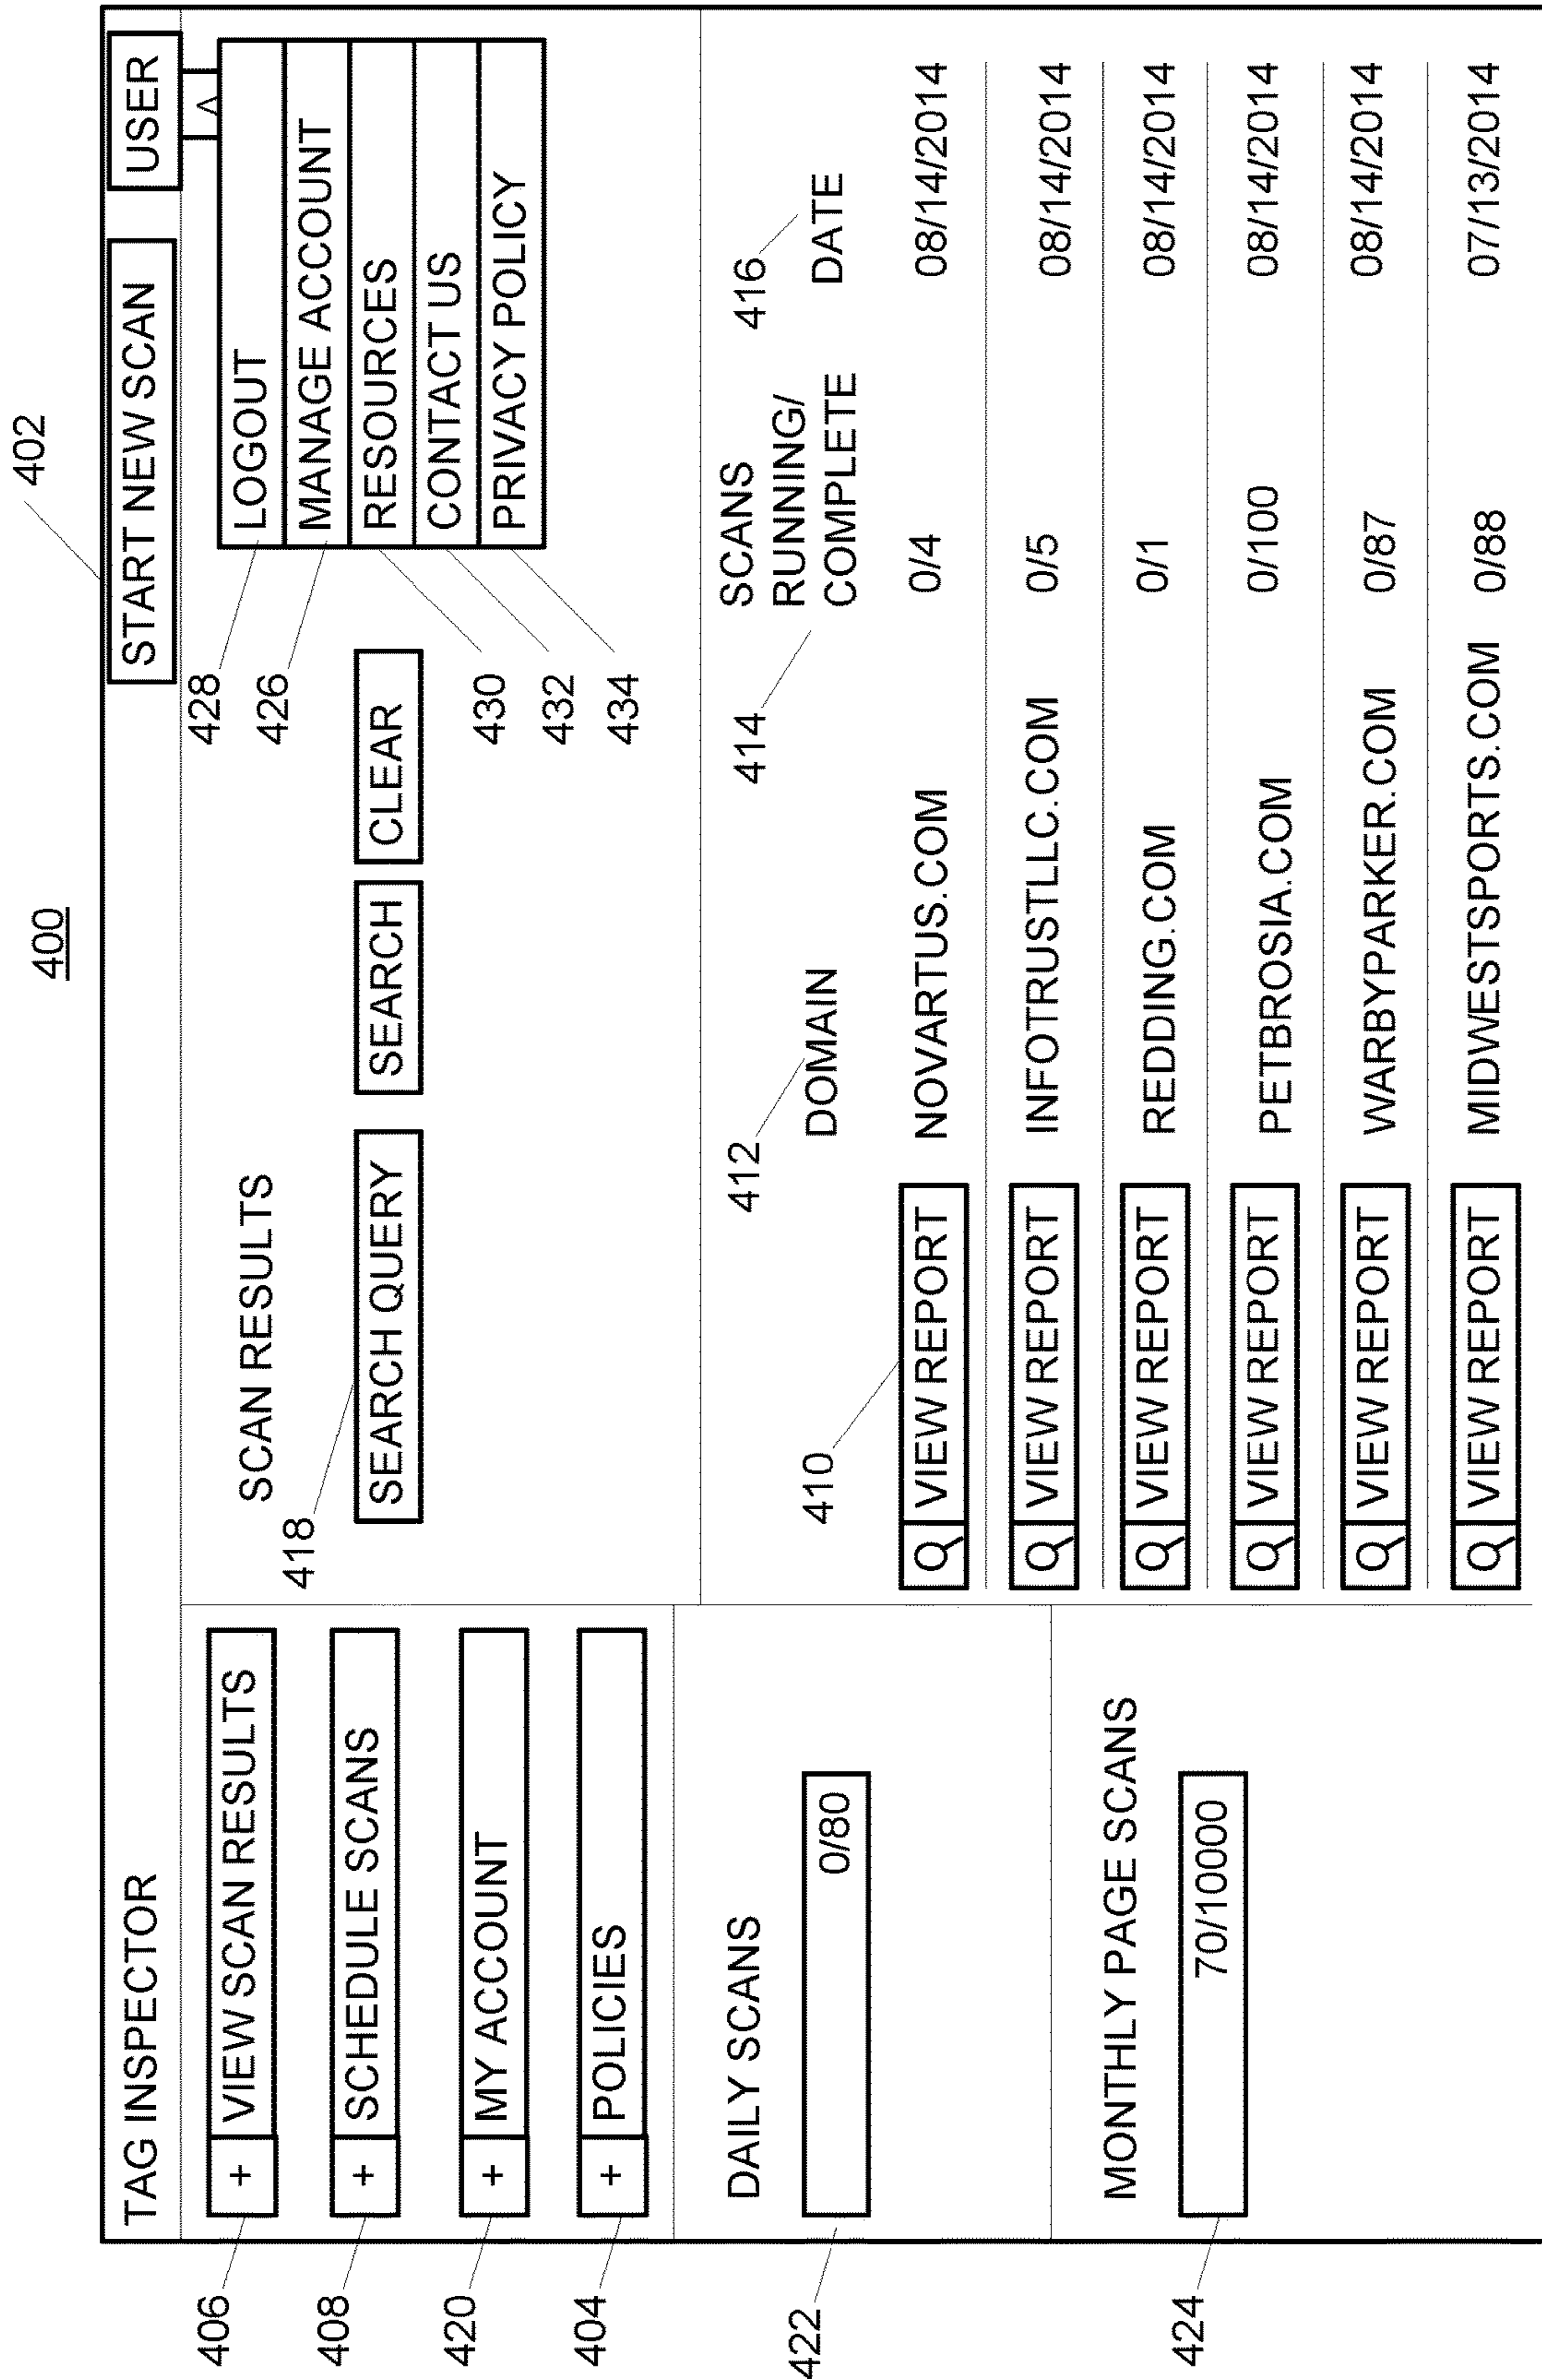 400
402
TAG INSPECTOR
START NEW SCAN
USER
^
406
+ VIEW SCAN RESULTS
408
+ SCHEDULE SCANS
420
+ MY ACCOUNT
404
+ POLICIES
SCAN RESULTS
418
SEARCH QUERY
SEARCH
CLEAR
428
LOGOUT
426
MANAGE ACCOUNT
430
RESOURCES
432
CONTACT US
434
PRIVACY POLICY
422
DAILY SCANS
0/80
424
MONTHLY PAGE SCANS
70/10000
410
412
414
416
DOMAIN
SCANS
RUNNING/
COMPLETE
DATE
VIEW REPORT NOVARTUS.COM 0/4 08/14/2014
VIEW REPORT INFOTRUSTLLC.COM 0/5 08/14/2014
VIEW REPORT REDDING.COM 0/1 08/14/2014
VIEW REPORT PETBROSIA.COM 0/100 08/14/2014
VIEW REPORT WARBYPARKER.COM 0/87 08/14/2014
VIEW REPORT MIDWESTSPORTS.COM 0/88 07/13/2014